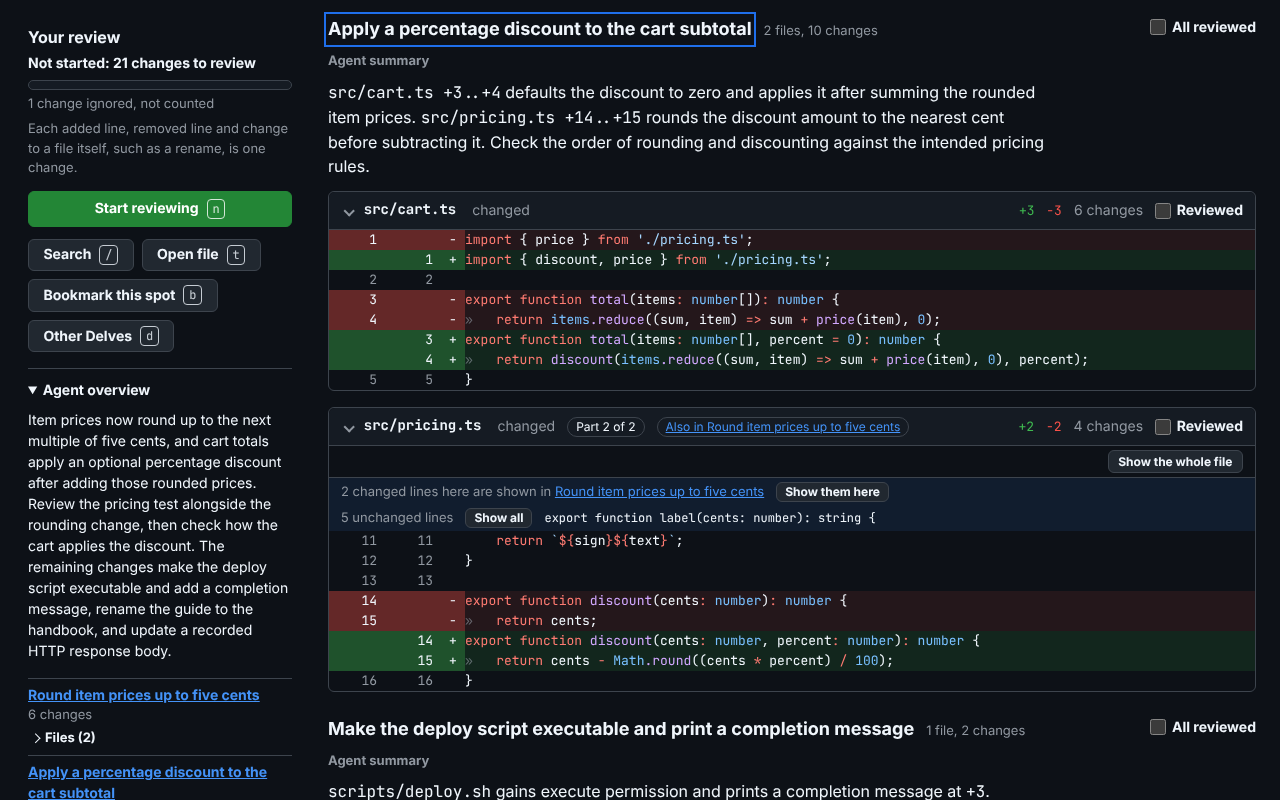 Your review
Not started: 21 changes to review
1 change ignored, not counted
Each added line, removed line and change
to a file itself, such as a rename, is one
change.
Start reviewing n
Search /
Open file t
Bookmark this spot b
Other Delves d
Agent overview
Item prices now round up to the next
multiple of five cents, and cart totals
apply an optional percentage discount
after adding those rounded prices.
Review the pricing test alongside the
rounding change, then check how the
cart applies the discount. The
remaining changes make the deploy
script executable and add a completion
message, rename the guide to the
handbook, and update a recorded
HTTP response body.
Round item prices up to five cents
6 changes
Files (2)
Apply a percentage discount to the
cart subtotal
Apply a percentage discount to the cart subtotal 2 files, 10 changes All reviewed
Agent summary
src/cart.ts +3..+4 defaults the discount to zero and applies it after summing the rounded
item prices. src/pricing.ts +14..+15 rounds the discount amount to the nearest cent
before subtracting it. Check the order of rounding and discounting against the intended pricing
rules.
src/cart.ts changed +3 -3 6 changes Reviewed
1 - import { price } from './pricing.ts';
1 + import { discount, price } from './pricing.ts';
2 2
3 - export function total(items: number[]): number {
4 - » return items.reduce((sum, item) => sum + price(item), 0);
3 + export function total(items: number[], percent = 0): number {
4 + » return discount(items.reduce((sum, item) => sum + price(item), 0), percent);
5 5 }
src/pricing.ts changed Part 2 of 2 Also in Round item prices up to five cents +2 -2 4 changes Reviewed
Show the whole file
2 changed lines here are shown in Round item prices up to five cents Show them here
5 unchanged lines Show all export function label(cents: number): string {
11 11 return `${sign}${text}`;
12 12 }
13 13
14 - export function discount(cents: number): number {
15 - » return cents;
14 + export function discount(cents: number, percent: number): number {
15 + » return cents - Math.round((cents * percent) / 100);
16 16 }
Make the deploy script executable and print a completion message 1 file, 2 changes All reviewed
Agent summary
scripts/deploy.sh gains execute permission and prints a completion message at +3.